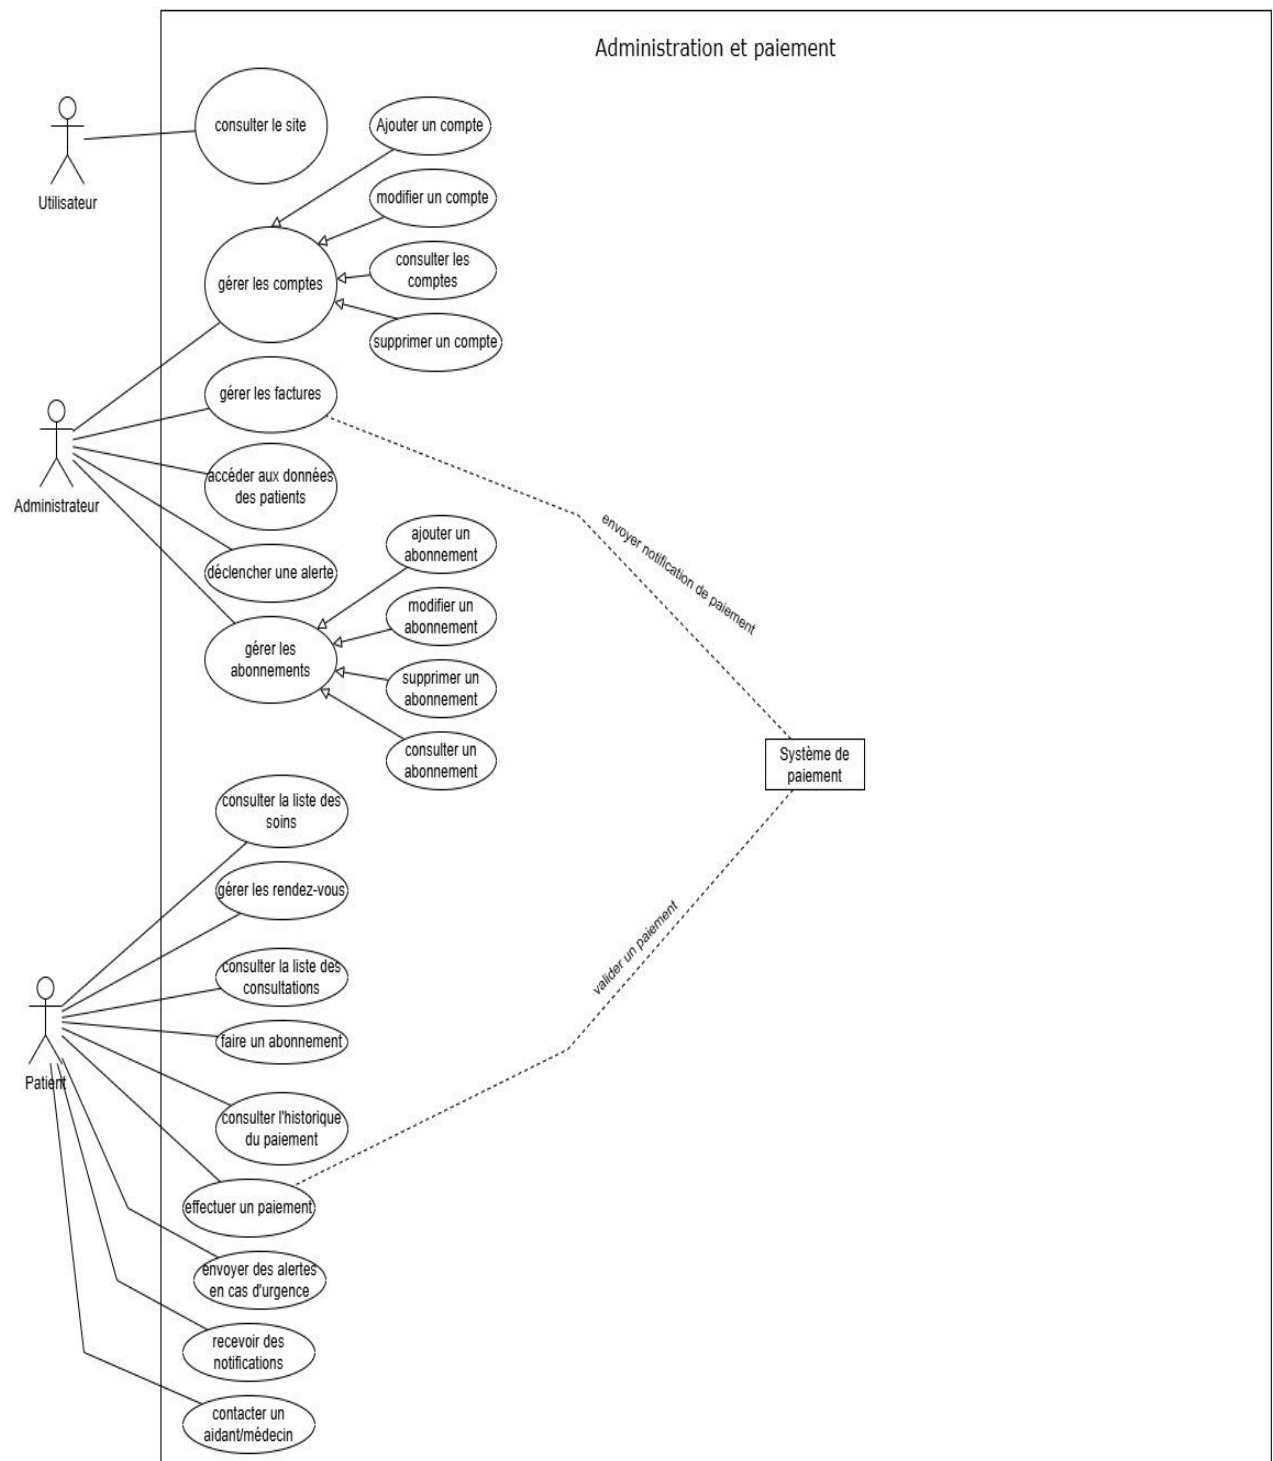 Administration et paiement
consulter le site
Utilisateur
Ajouter un compte
modifier un compte
consulter les
comptes
supprimer un compte
gérer les comptes
gérer les factures
accéder aux données
des patients
Administrateur
déclencher une alerte
ajouter un
abonnement
modifier un
abonnement
supprimer un
abonnement
consulter un
abonnement
gérer les
abonnements
envoyer notification de paiement
Système de
paiement
valider un paiement
consulter la liste des
soins
gérer les rendez-vous
consulter la liste des
consultations
faire un abonnement
Patient
consulter l'historique
du paiement
effectuer un paiement
envoyer des alertes
en cas d'urgence
recevoir des
notifications
contacter un
aidant/médecin